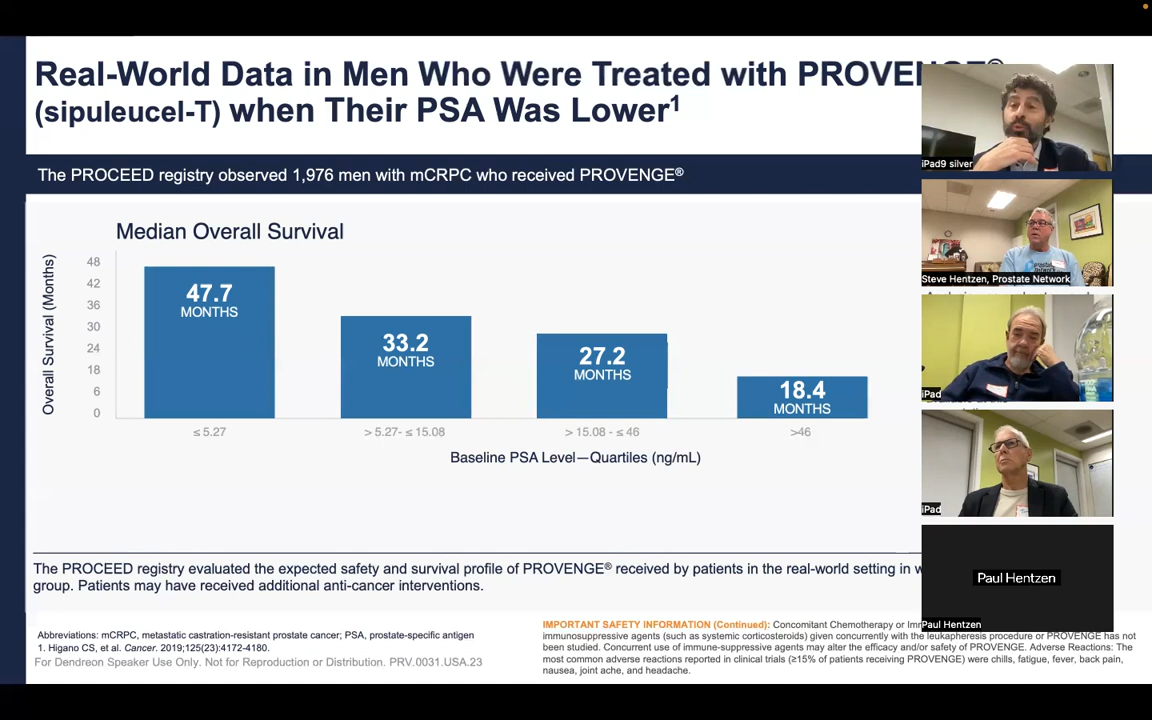 Real-World Data in Men Who Were Treated with PROVENGE®
(sipuleucel-T) when Their PSA Was Lower1
iPad9 silver
The PROCEED registry observed 1,976 men with mCRPC who received PROVENGE®
Median Overall Survival
Overall Survival (Months)
48
42
36
30
24
18
6
0
47.7
MONTHS
33.2
MONTHS
27.2
MONTHS
18.4
MONTHS
≤ 5.27
> 5.27- ≤ 15.08
> 15.08 - ≤ 46
>46
Baseline PSA Level—Quartiles (ng/mL)
Steve Hentzen, Prostate Network
iPad
iPad
Paul Hentzen
Paul Hentzen
The PROCEED registry evaluated the expected safety and survival profile of PROVENGE® received by patients in the real-world setting in
group. Patients may have received additional anti-cancer interventions.
Abbreviations: mCRPC, metastatic castration-resistant prostate cancer; PSA, prostate-specific antigen
1. Higano CS, et al. Cancer. 2019;125(23):4172-4180.
For Dendreon Speaker Use Only. Not for Reproduction or Distribution. PRV.0031.USA.23
IMPORTANT SAFETY INFORMATION (Continued): Concomitant Chemotherapy or
immunosuppressive agents (such as systemic corticosteroids) given concurrently with the leukapheresis procedure or PROVENGE has not
been studied. Concurrent use of immune-suppressive agents may alter the efficacy and/or safety of PROVENGE. Adverse Reactions: The
most common adverse reactions reported in clinical trials (≥15% of patients receiving PROVENGE) were chills, fatigue, fever, back pain,
nausea, joint ache, and headache.